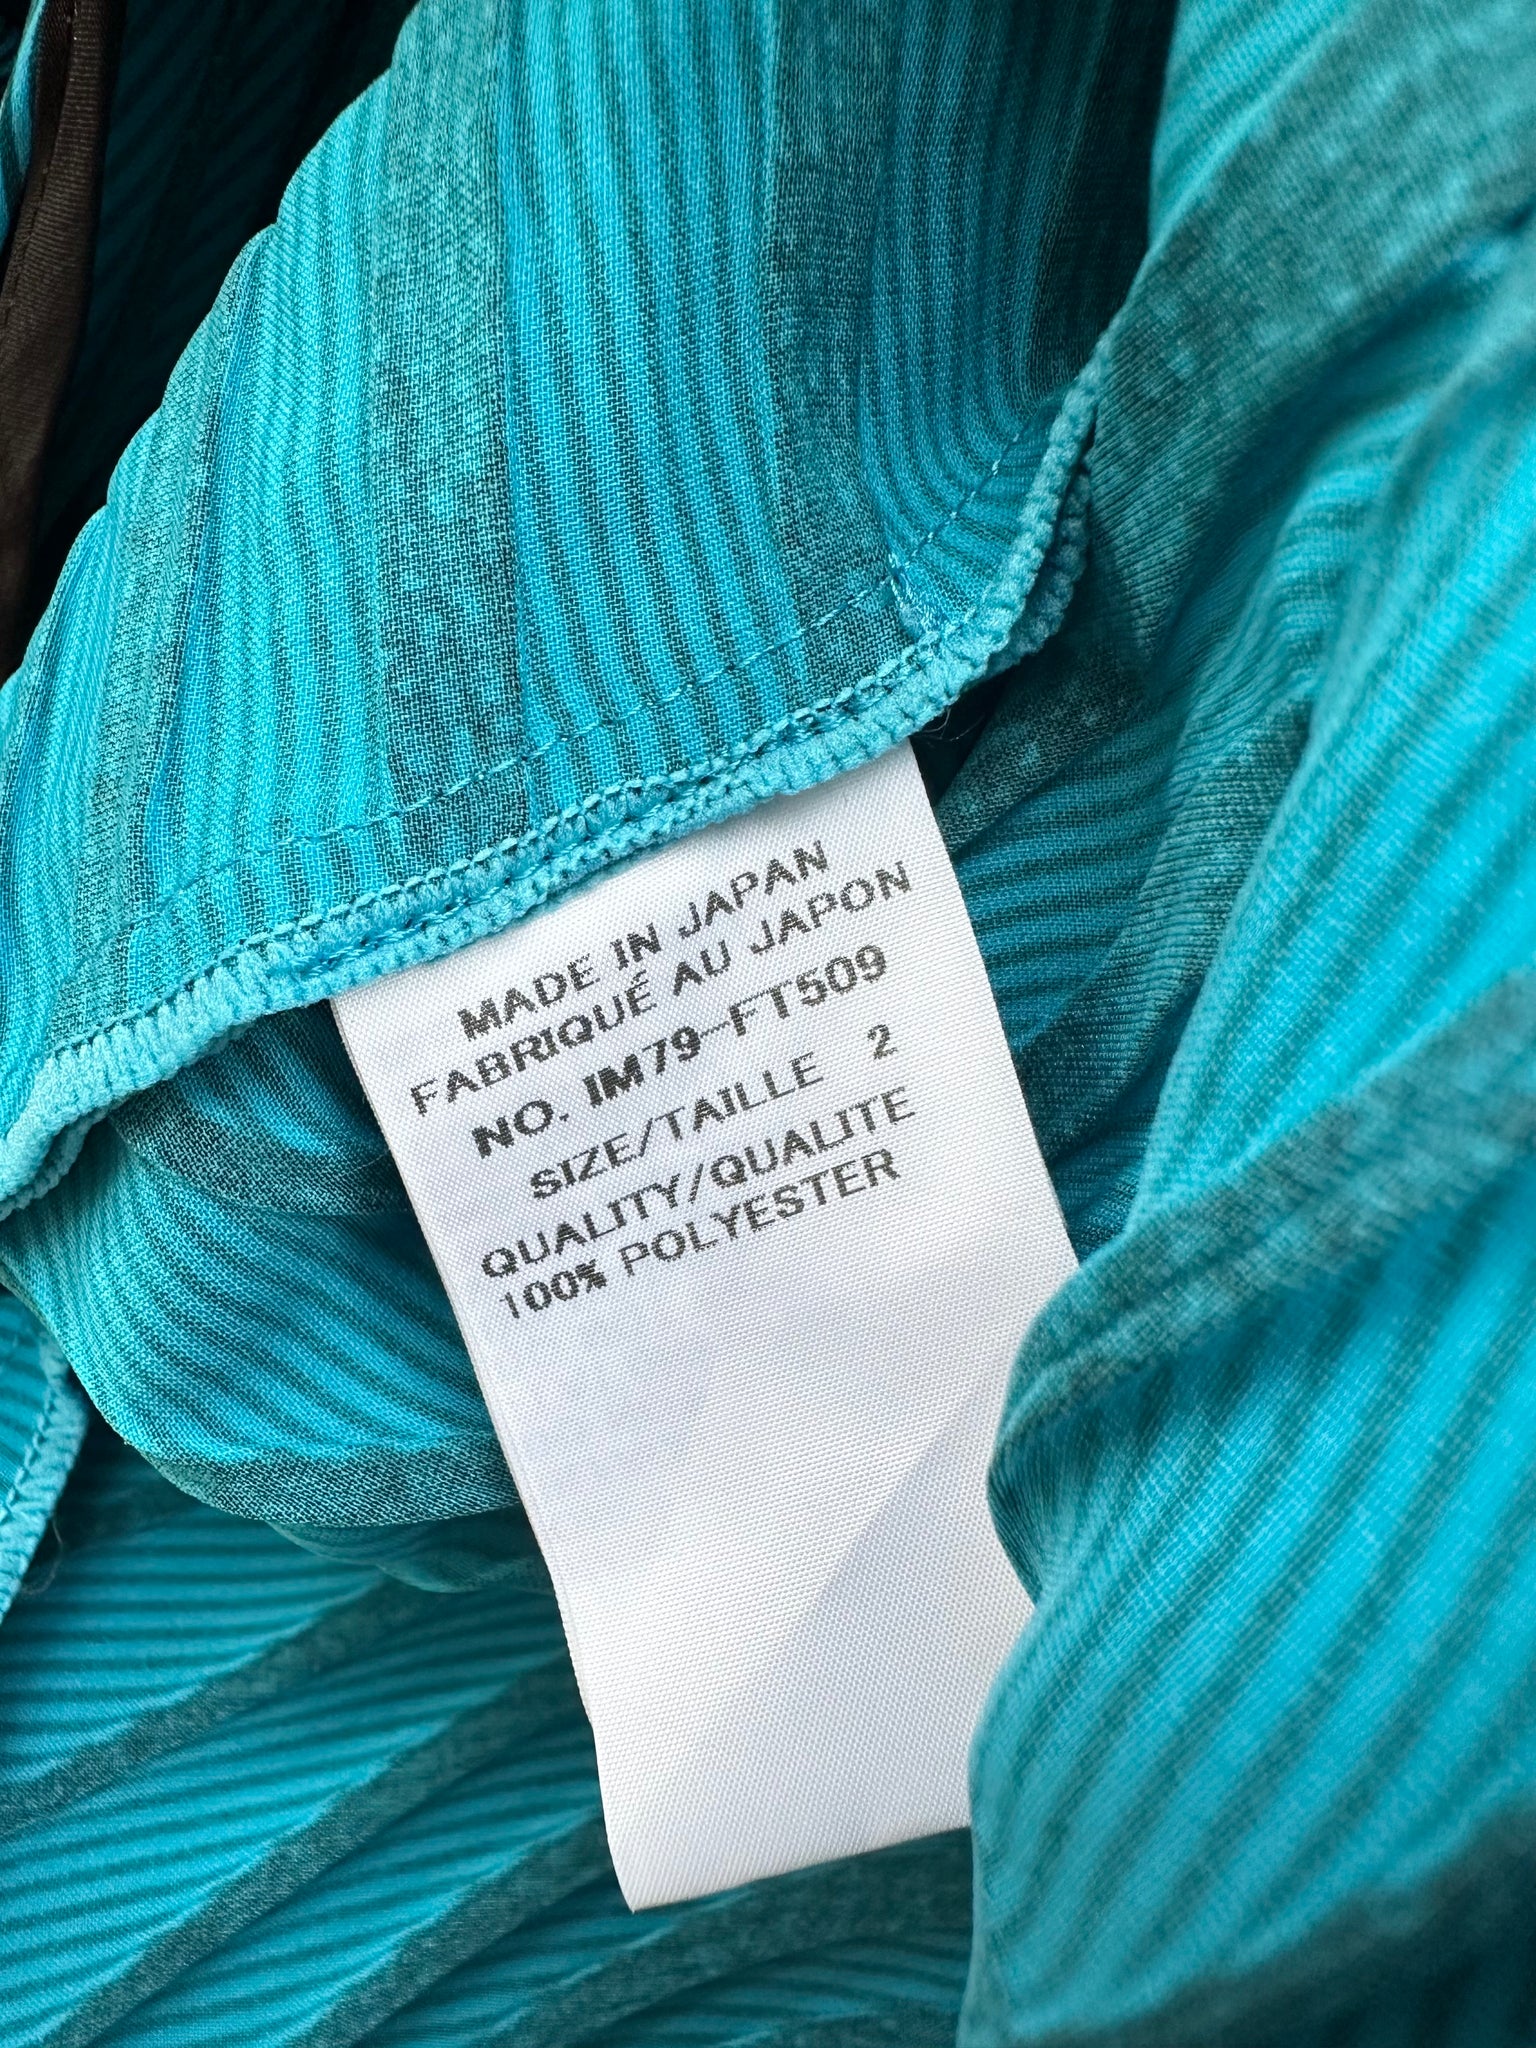 MADE IN JAPAN
FABRIQUÉ AU JAPON
NO. IM79-FT509
SIZE/TAILLE 2
QUALITY/QUALITE
100% POLYESTER